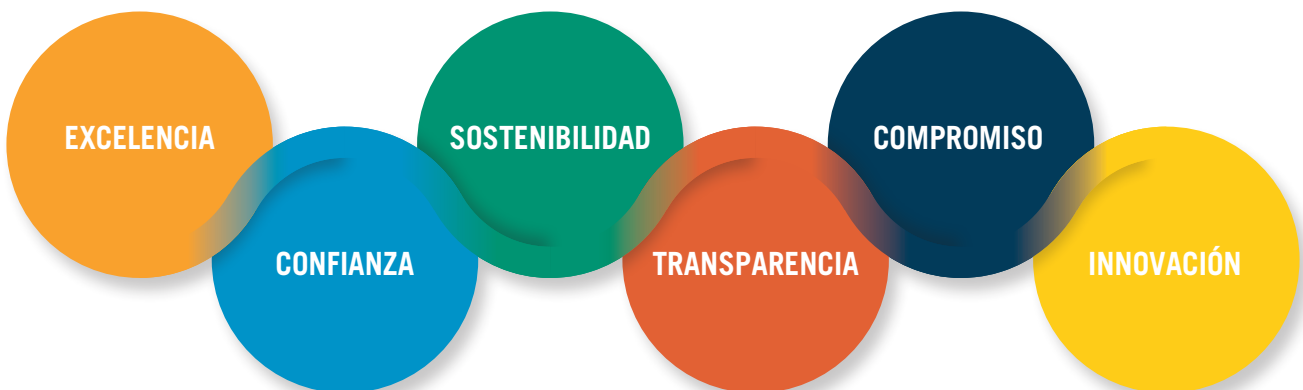 EXCELENCIA
CONFIANZA
SOSTENIBILIDAD
TRANSPARENCIA
COMPROMISO
INNOVACIÓN